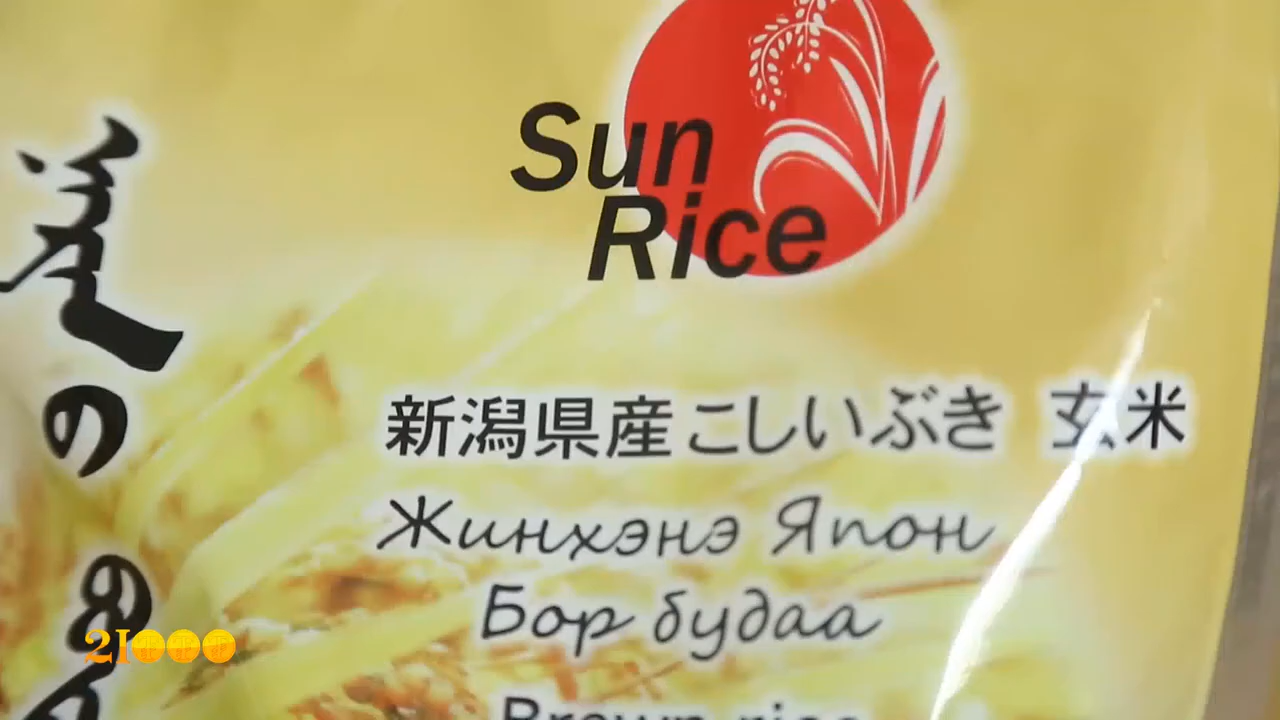 Sun
Rice
美の
新潟県産こしいぶき 玄米
Жинхэнэ Япон
Бор будаа
Brown rice
21000